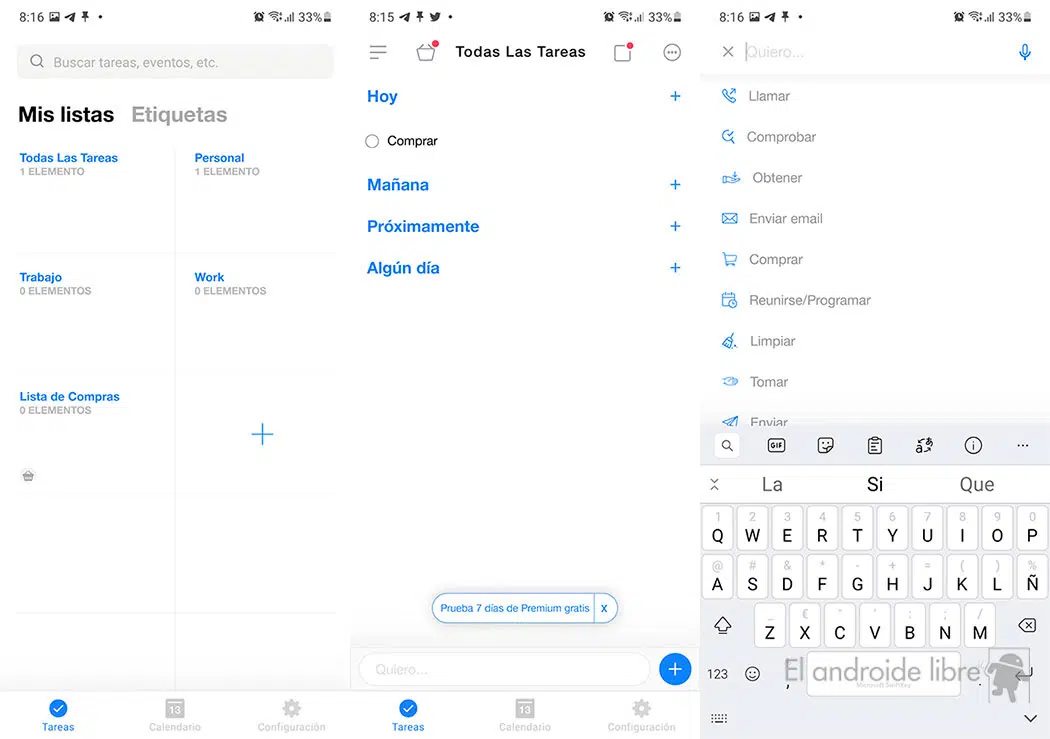 8:16
33%
Buscar tareas, eventos, etc.
Mis listas Etiquetas
Todas Las Tareas
1 ELEMENTO
Personal
1 ELEMENTO
Trabajo
0 ELEMENTOS
Work
0 ELEMENTOS
Lista de Compras
0 ELEMENTOS
13
Tareas Calendario Configuración
8:15
33%
Todas Las Tareas
Hoy +
Comprar
Mañana +
Próximamente +
Algún día +
Prueba 7 días de Premium gratis X
Quiero...
13
Tareas Calendario Configuración
8:16
33%
Quiero...
Llamar
Comprobar
Obtener
Enviar email
Comprar
Reunirse/Programar
Limpiar
Tomar
Enviar
GIF
La Si Que
1 2 3 4 5 6 7 8 9 0
Q W E R T Y U I O P
@ # & * - + = ( ) %
A S D F G H J K L Ñ
Z X C V B N M
123 , .
El androide libre
Microsoft SwiftKey